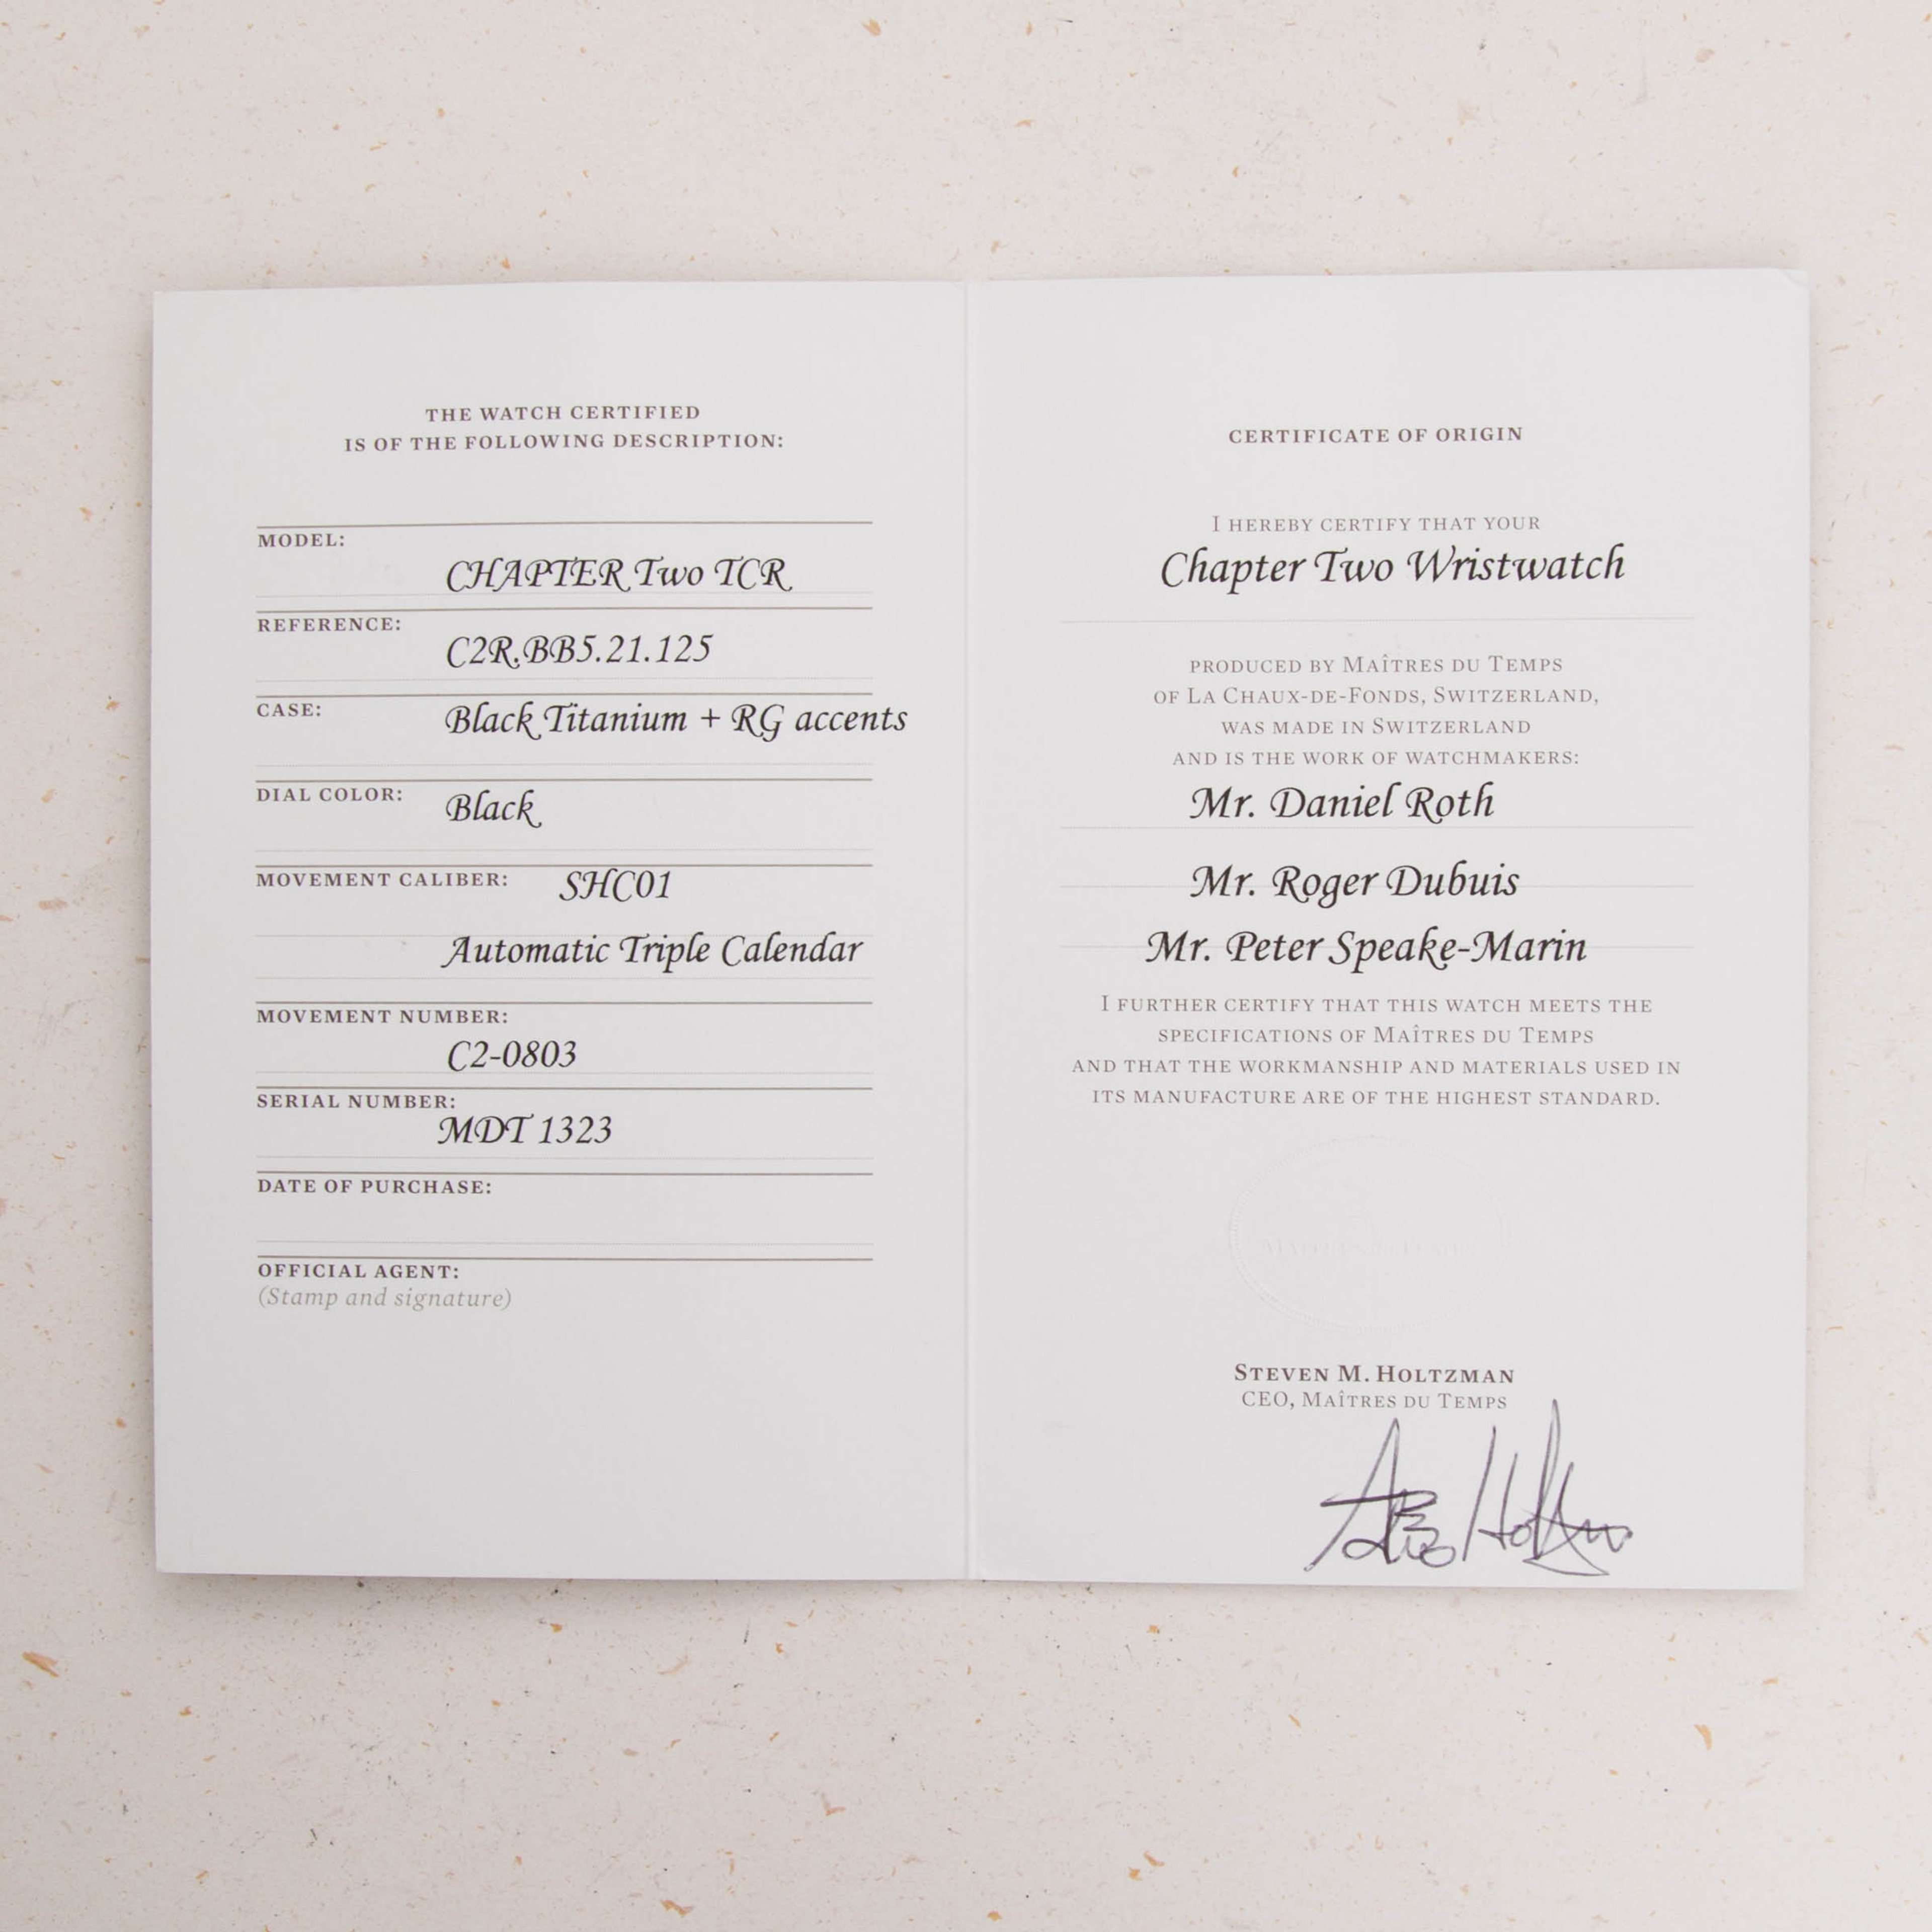 THE WATCH CERTIFIED
IS OF THE FOLLOWING DESCRIPTION:
MODEL:
CHAPTER Two TCR
REFERENCE:
C2R.BB5.21.125
CASE: Black Titanium + RG accents
DIAL COLOR: Black
MOVEMENT CALIBER: SHC01
Automatic Triple Calendar
MOVEMENT NUMBER:
C2-0803
SERIAL NUMBER:
MDT 1323
DATE OF PURCHASE:
OFFICIAL AGENT:
(Stamp and signature)
CERTIFICATE OF ORIGIN
I HEREBY CERTIFY THAT YOUR
Chapter Two Wristwatch
PRODUCED BY MAÎTRES DU TEMPS
OF LA CHAUX-DE-FONDS, SWITZERLAND,
WAS MADE IN SWITZERLAND
AND IS THE WORK OF WATCHMAKERS:
Mr. Daniel Roth
Mr. Roger Dubuis
Mr. Peter Speake-Marin
I FURTHER CERTIFY THAT THIS WATCH MEETS THE
SPECIFICATIONS OF MAÎTRES DU TEMPS
AND THAT THE WORKMANSHIP AND MATERIALS USED IN
ITS MANUFACTURE ARE OF THE HIGHEST STANDARD.
STEVEN M. HOLTZMAN
CEO, MAÎTRES DU TEMPS